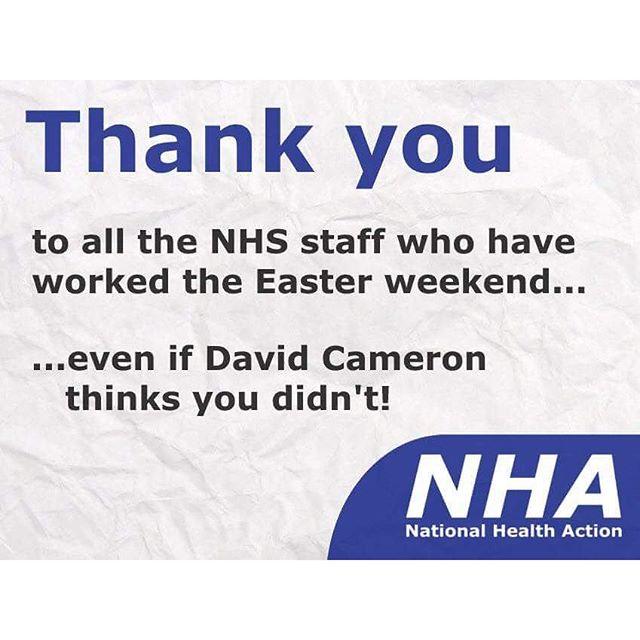 Thank you
to all the NHS staff who have
worked the Easter weekend...
...even if David Cameron
thinks you didn't!
NHA
National Health Action